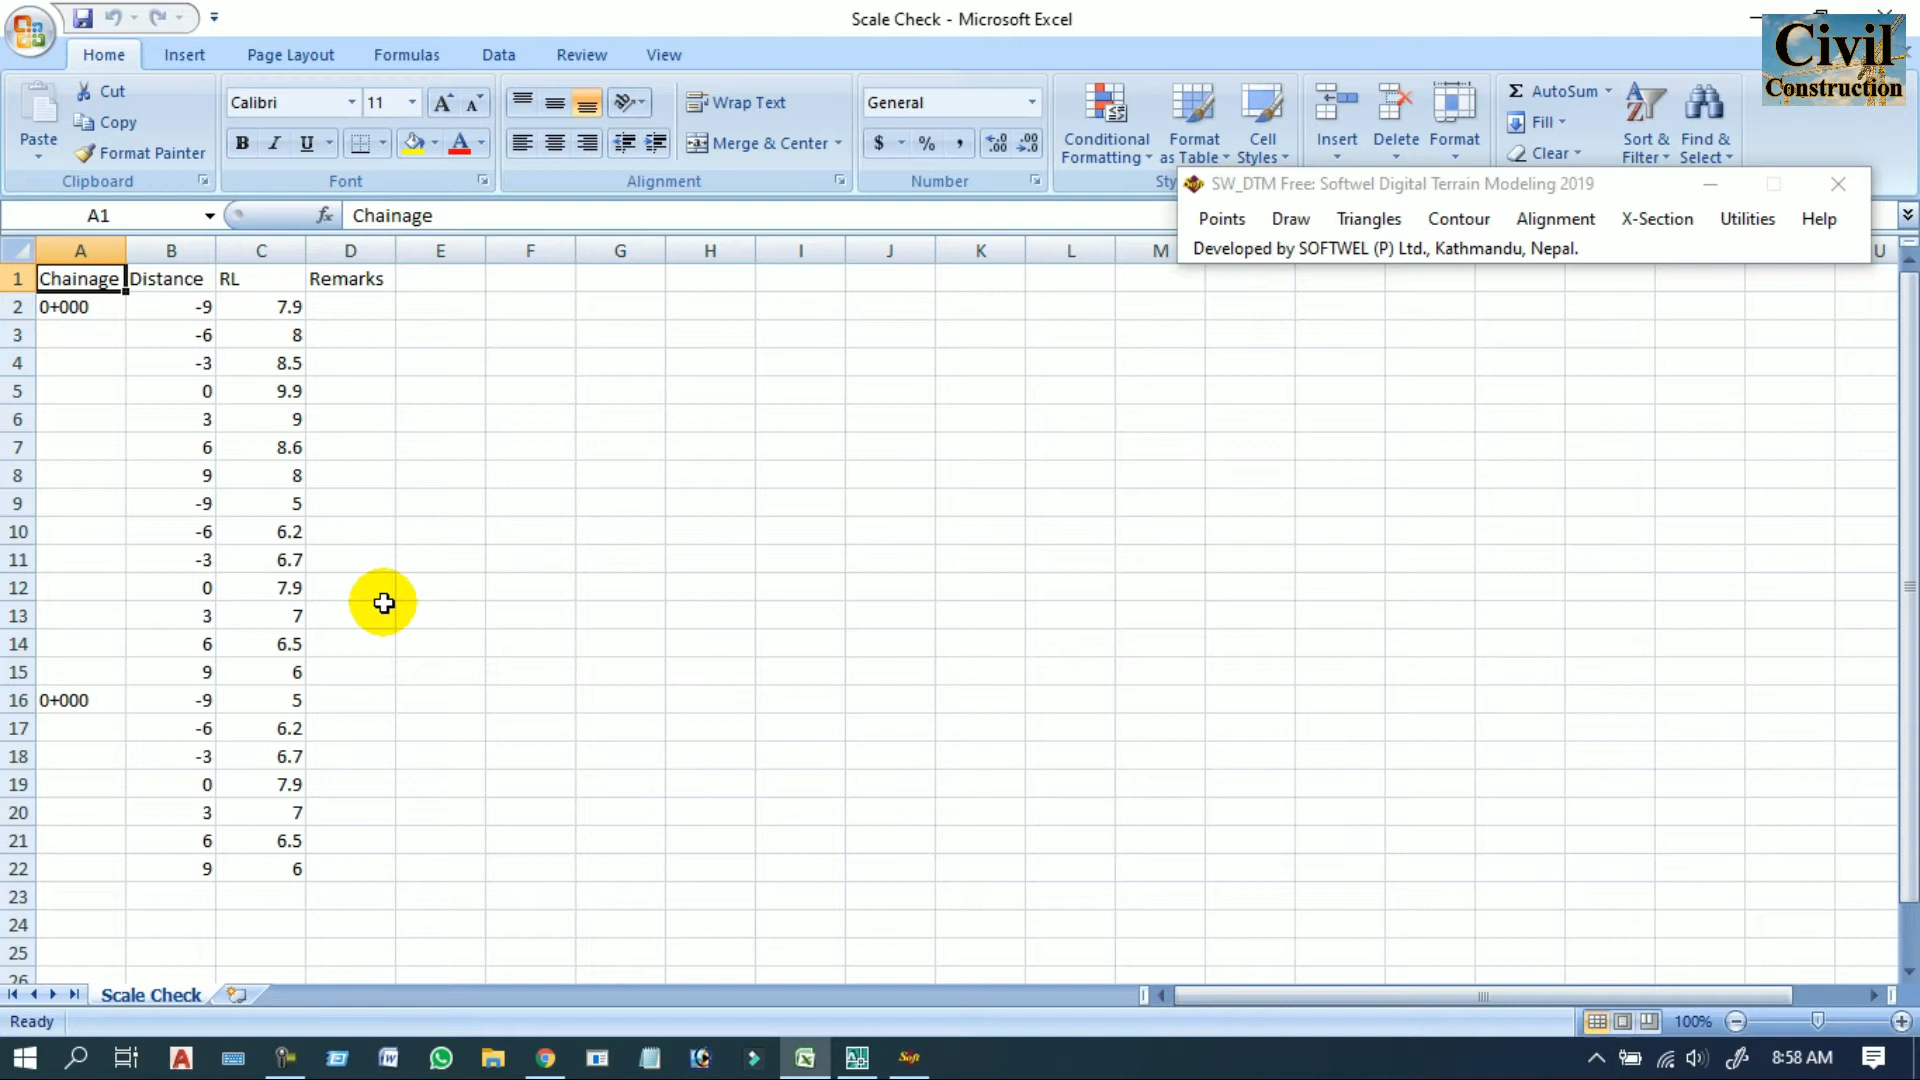 Scale Check - Microsoft Excel
Civil
Construction
Home Insert Page Layout Formulas Data Review View
Paste
Cut
Copy
Format Painter
Clipboard
Calibri 11
B I U
Font
Wrap Text
Merge & Center
Alignment
General
$ % ,
Number
Conditional
Formatting
Format
as Table
Cell
Styles
Sty
Insert
Delete
Format
Σ AutoSum
Fill
Clear
Sort &
Filter
Find &
Select
SW_DTM Free: Softwel Digital Terrain Modeling 2019
Points Draw Triangles Contour Alignment X-Section Utilities Help
Developed by SOFTWEL (P) Ltd., Kathmandu, Nepal.
A1 fx Chainage
A B C D E F G H I J K L M U
1 Chainage Distance RL Remarks
2 0+000 -9 7.9
3 -6 8
4 -3 8.5
5 0 9.9
6 3 9
7 6 8.6
8 9 8
9 -9 5
10 -6 6.2
11 -3 6.7
12 0 7.9
13 3 7
14 6 6.5
15 9 6
16 0+000 -9 5
17 -6 6.2
18 -3 6.7
19 0 7.9
20 3 7
21 6 6.5
22 9 6
23
24
25
26
Scale Check
Ready 100%
Soft
8:58 AM